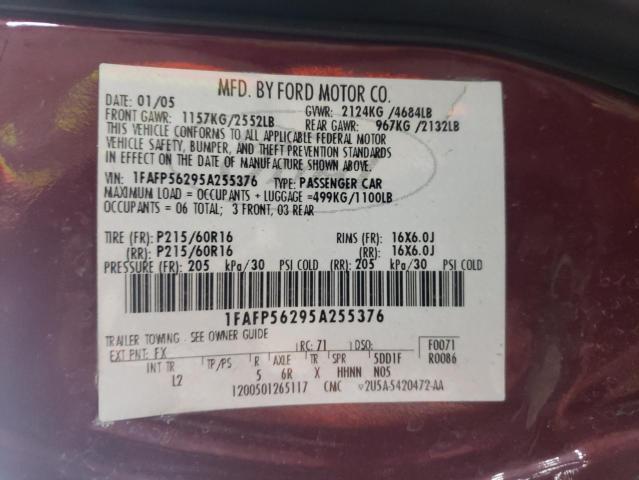 MFD. BY FORD MOTOR CO.
DATE: 01/05 GVWR: 2124KG /4684LB
FRONT GAWR: 1157KG/2552LB REAR GAWR: 967KG /2132LB
THIS VEHICLE CONFORMS TO ALL APPLICABLE FEDERAL MOTOR
VEHICLE SAFETY, BUMPER, AND THEFT PREVENTION STANDARDS
IN EFFECT ON THE DATE OF MANUFACTURE SHOWN ABOVE.
VIN: 1FAFP56295A255376 TYPE: PASSENGER CAR
MAXIMUM LOAD = OCCUPANTS + LUGGAGE =499KG/1100LB
OCCUPANTS = 06 TOTAL; 3 FRONT, 03 REAR
TIRE (FR): P215/60R16 RINS (FR): 16X6.0J
(RR): P215/60R16 (RR): 16X6.0J
PRESSURE (FR): 205 kPa/30 PSI COLD (RR): 205 kPa/30 PSI COLD
1FAFP56295A255376
TRAILER TOWING - SEE OWNER GUIDE
EXT PNT: FX RC: 71 DSO: F0071
INT TR TP/PS R AXLE TR SPR 5DD1F R0086
L2 5 6R X HHNN N05
1200501265117 CMC 2U5A-5420472-AA